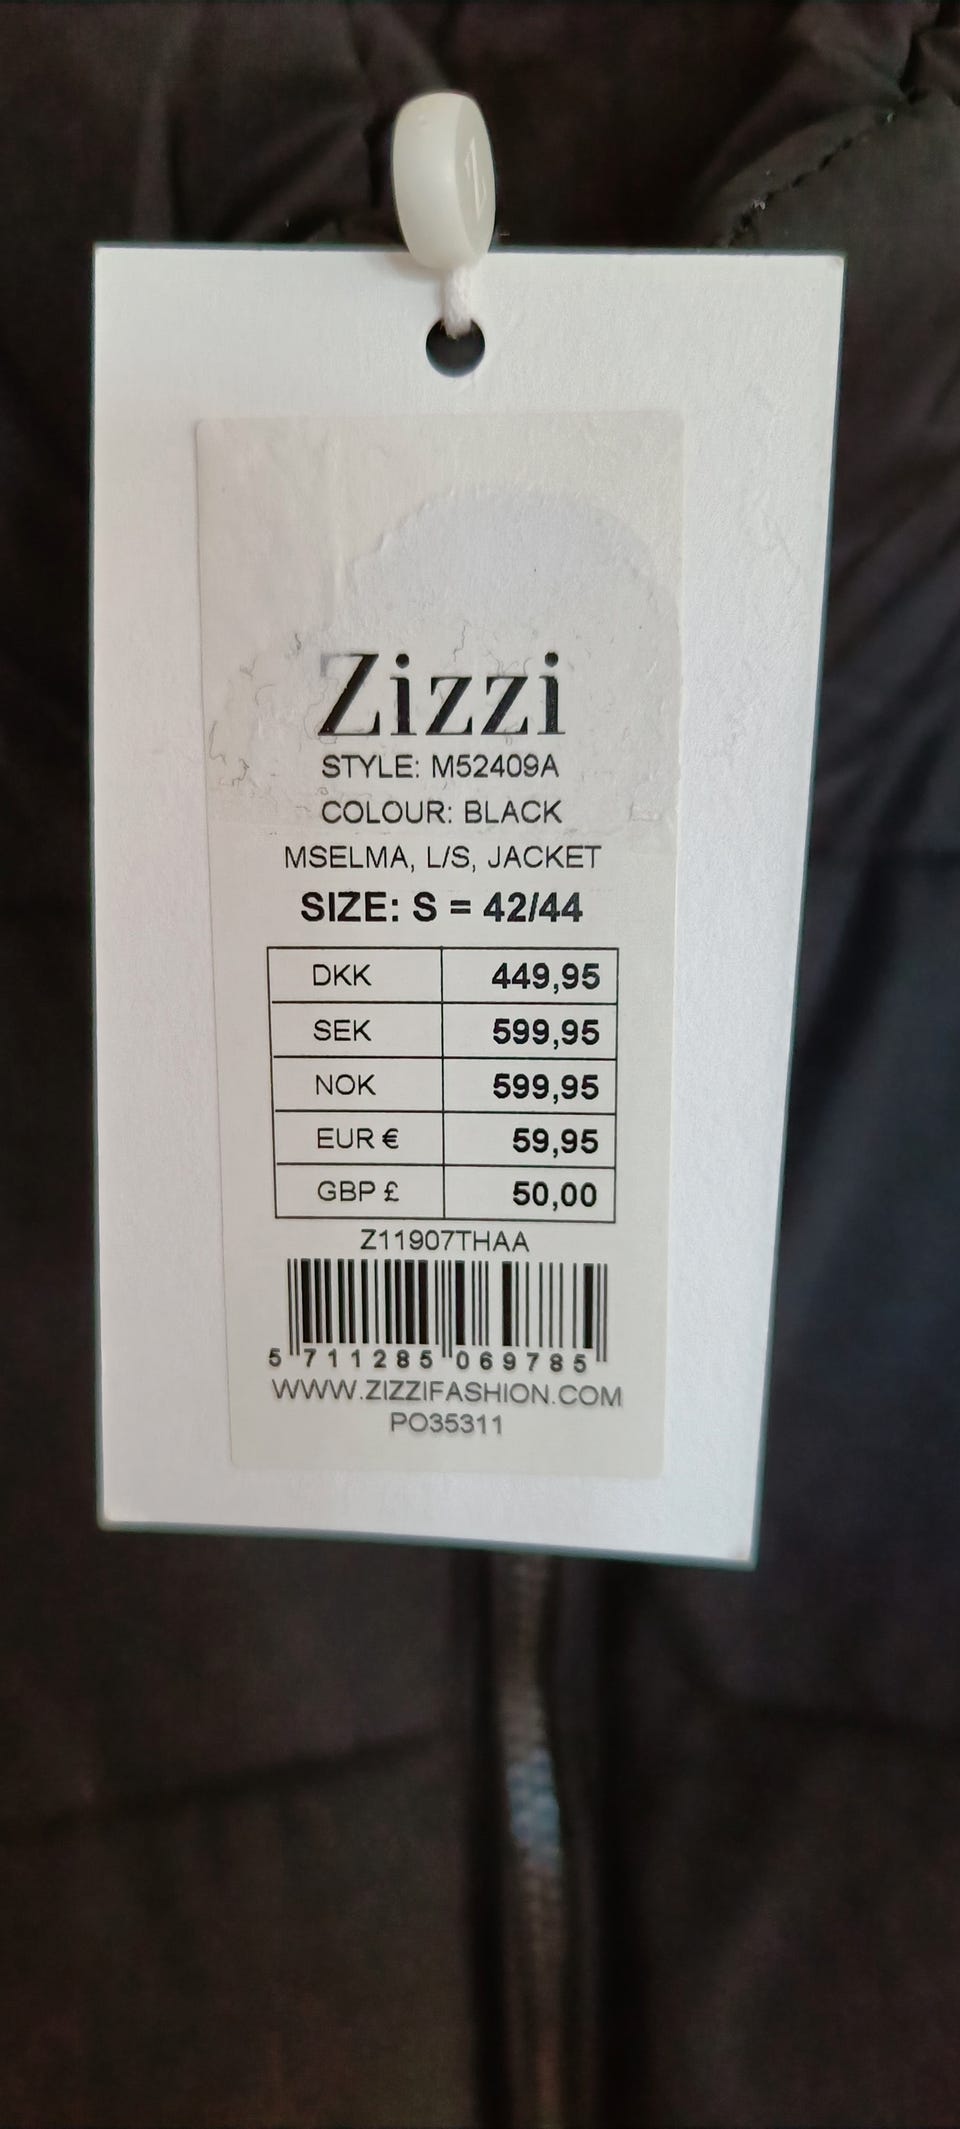 Zizzi
STYLE: M52409A
COLOUR: BLACK
MSELMA, L/S, JACKET
SIZE: S = 42/44
DKK 449,95
SEK 599,95
NOK 599,95
EUR € 59,95
GBP £ 50,00
Z11907THAA
5 711285 069785
WWW.ZIZZIFASHION.COM
PO35311